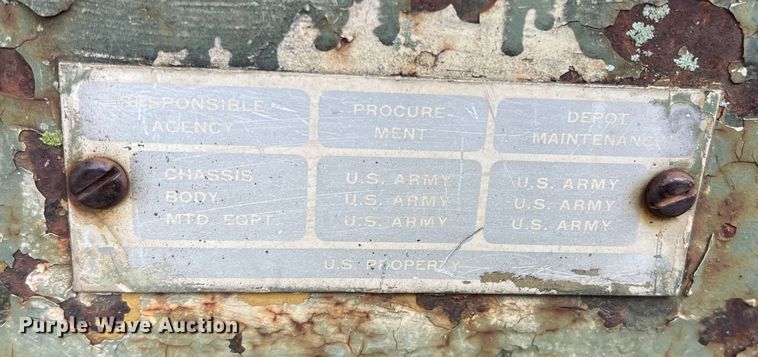 RESPONSIBLE AGENCY
PROCURE-MENT
DEPOT MAINTENANCE
CHASSIS U.S. ARMY U.S. ARMY
BODY U.S. ARMY U.S. ARMY
MTD. EQPT U.S. ARMY U.S. ARMY
U.S. PROPERTY
Purple Wave Auction